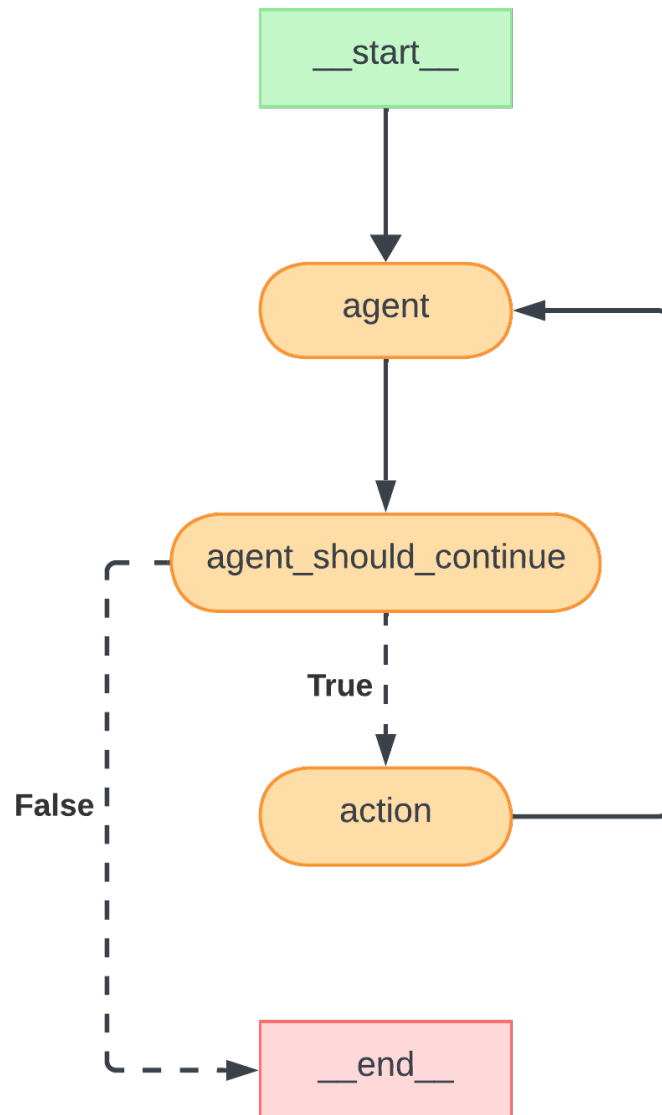 __start__
agent
agent_should_continue
True
False
action
__end__